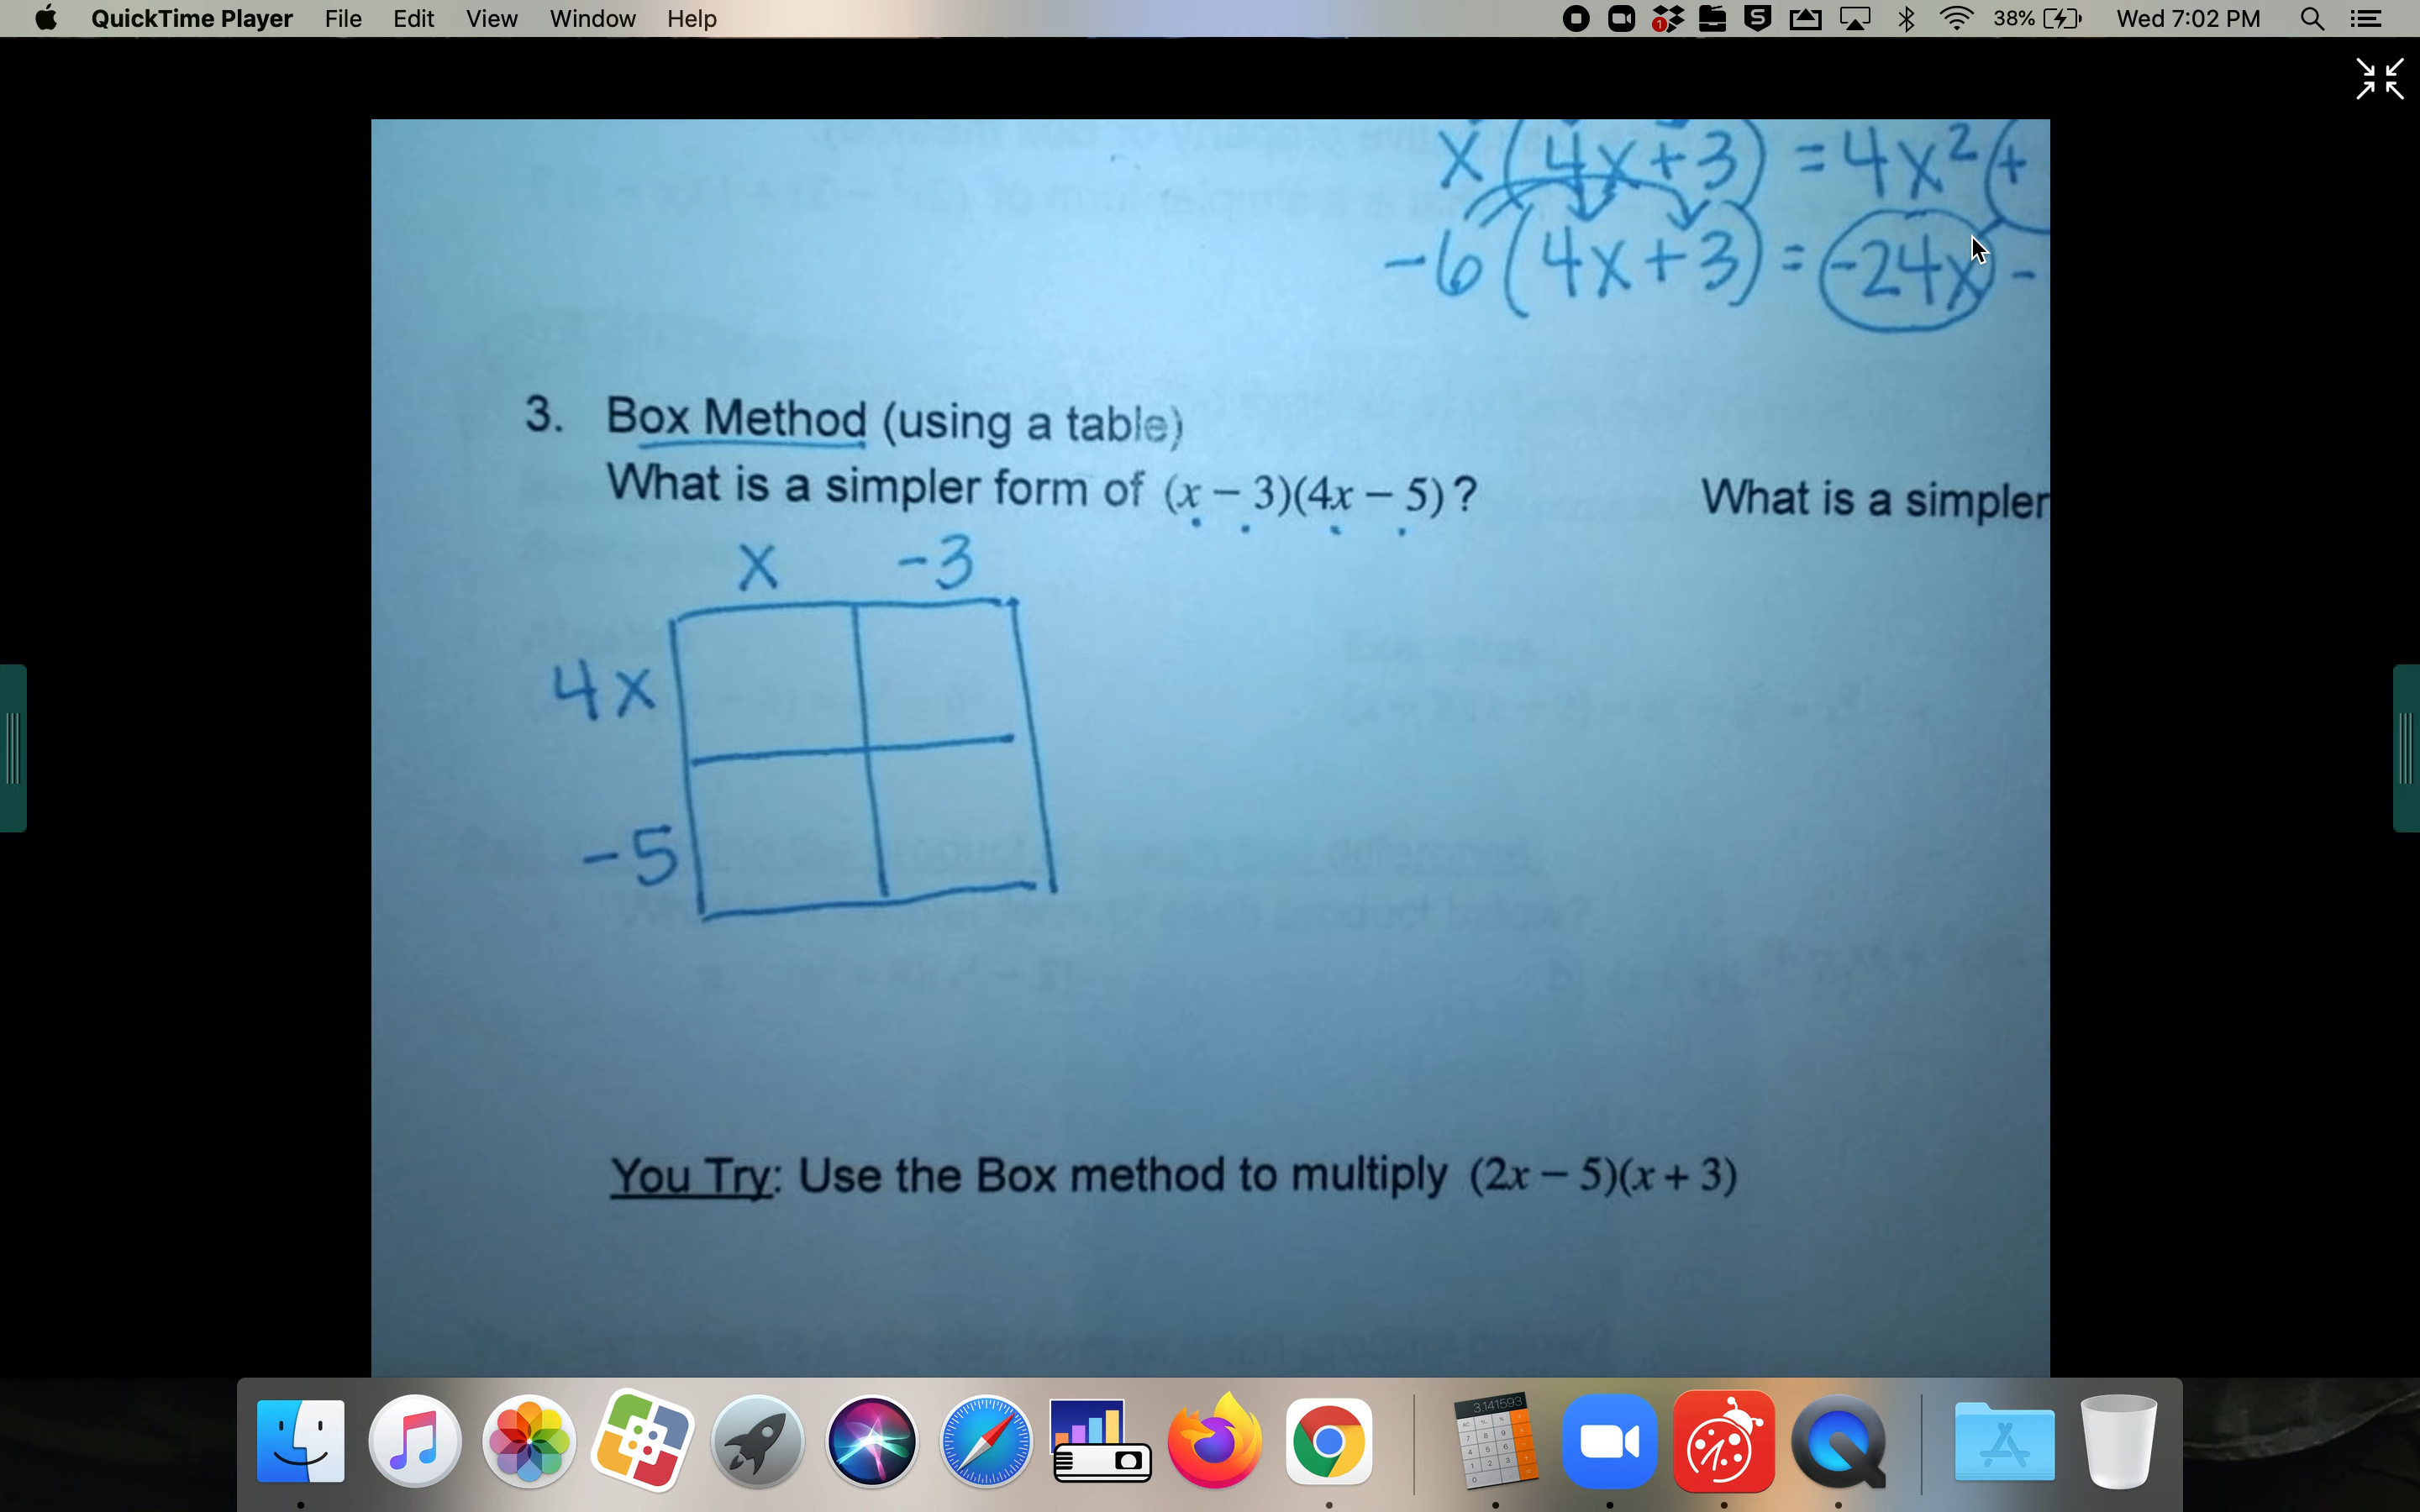 QuickTime Player File Edit View Window Help 1 S 38% Wed 7:02 PM
x(4x+3) = 4x² (+
-6(4x+3) = -24x -
3. Box Method (using a table)
What is a simpler form of (x − 3)(4x − 5)? What is a simpler
x -3
4x
-5
You Try: Use the Box method to multiply (2x − 5)(x + 3)
3.141593